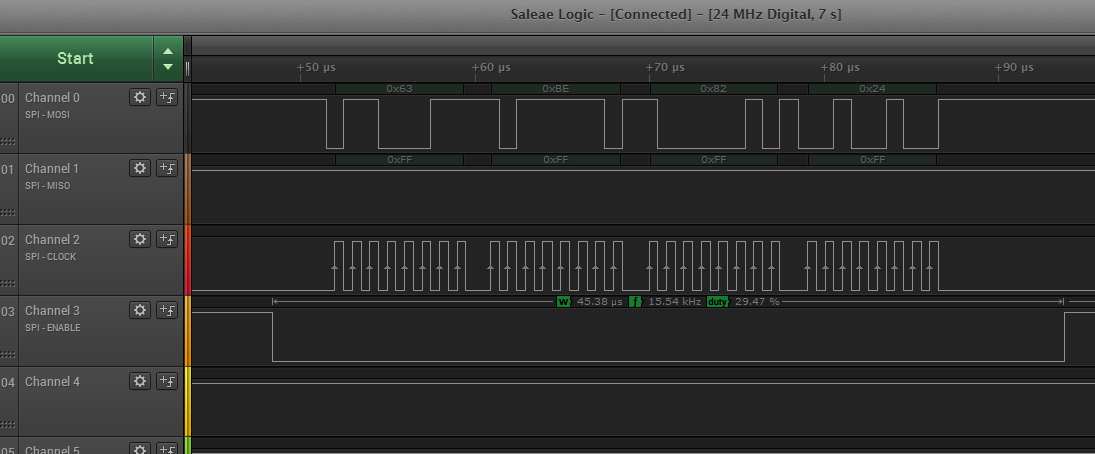 Saleae Logic - [Connected] - [24 MHz Digital, 7 s]
Start
+50 µs +60 µs +70 µs +80 µs +90 µs
00 Channel 0 0x63 0xBE 0x82 0x24
SPI - MOSI
01 Channel 1 0xFF 0xFF 0xFF 0xFF
SPI - MISO
02 Channel 2
SPI - CLOCK
03 Channel 3 W 45.38 µs f 15.54 kHz duty 29.47 %
SPI - ENABLE
04 Channel 4
05 Channel 5